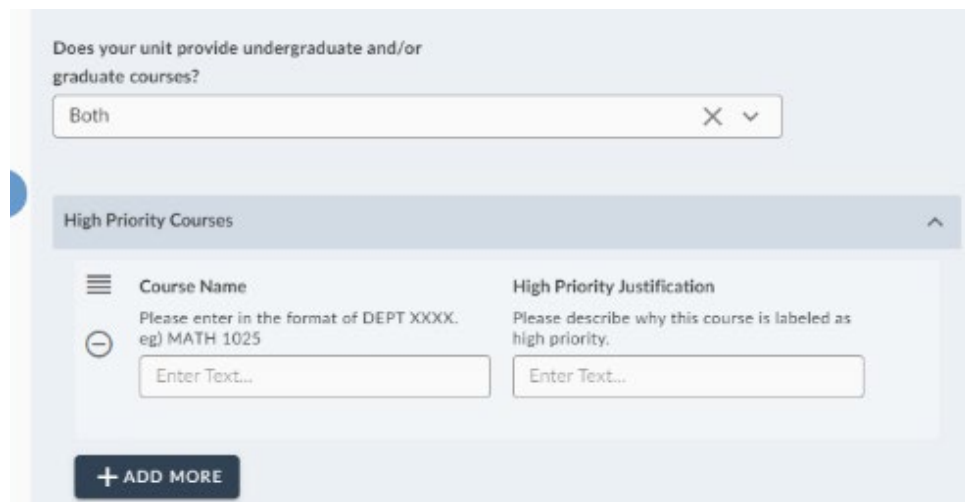 Does your unit provide undergraduate and/or
graduate courses?
Both
High Priority Courses
Course Name
Please enter in the format of DEPT XXXX.
eg) MATH 1025
Enter Text...
High Priority Justification
Please describe why this course is labeled as
high priority.
Enter Text...
+ ADD MORE